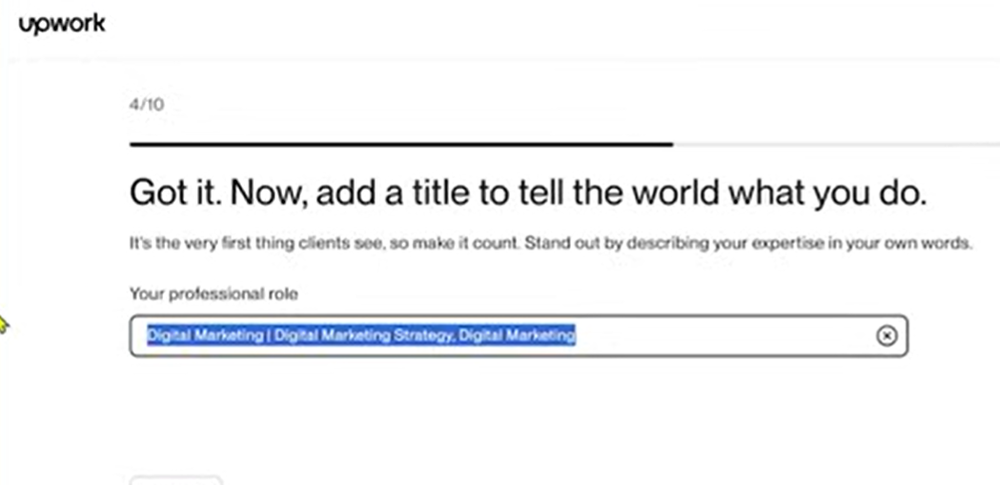 upwork
4/10
Got it. Now, add a title to tell the world what you do.
It's the very first thing clients see, so make it count. Stand out by describing your expertise in your own words.
Your professional role
Digital Marketing | Digital Marketing Strategy, Digital Marketing